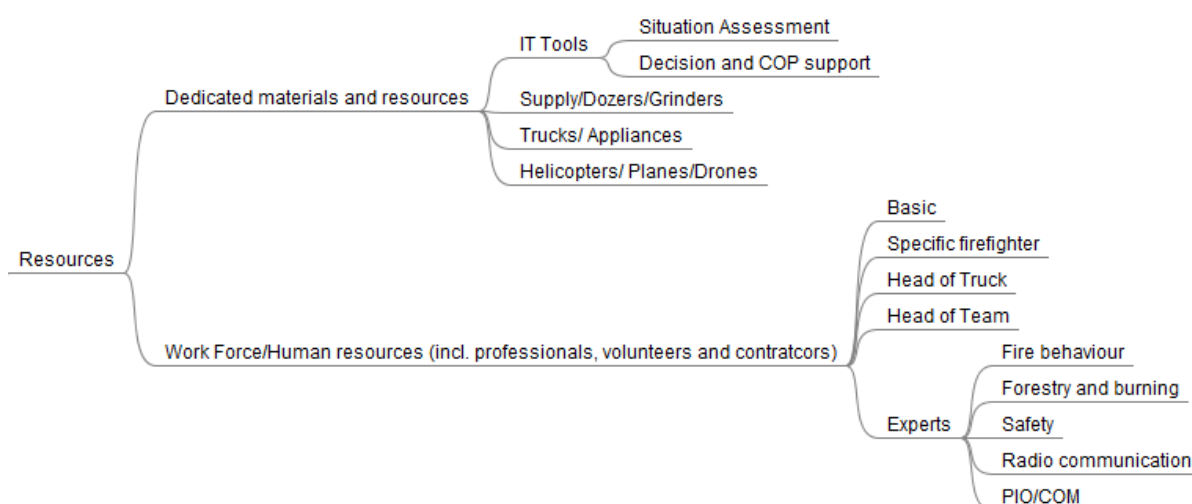 Resources
Dedicated materials and resources
IT Tools
Situation Assessment
Decision and COP support
Supply/Dozers/Grinders
Trucks/ Appliances
Helicopters/ Planes/Drones
Work Force/Human resources (incl. professionals, volunteers and contratcors)
Basic
Specific firefighter
Head of Truck
Head of Team
Experts
Fire behaviour
Forestry and burning
Safety
Radio communication
PIO/COM